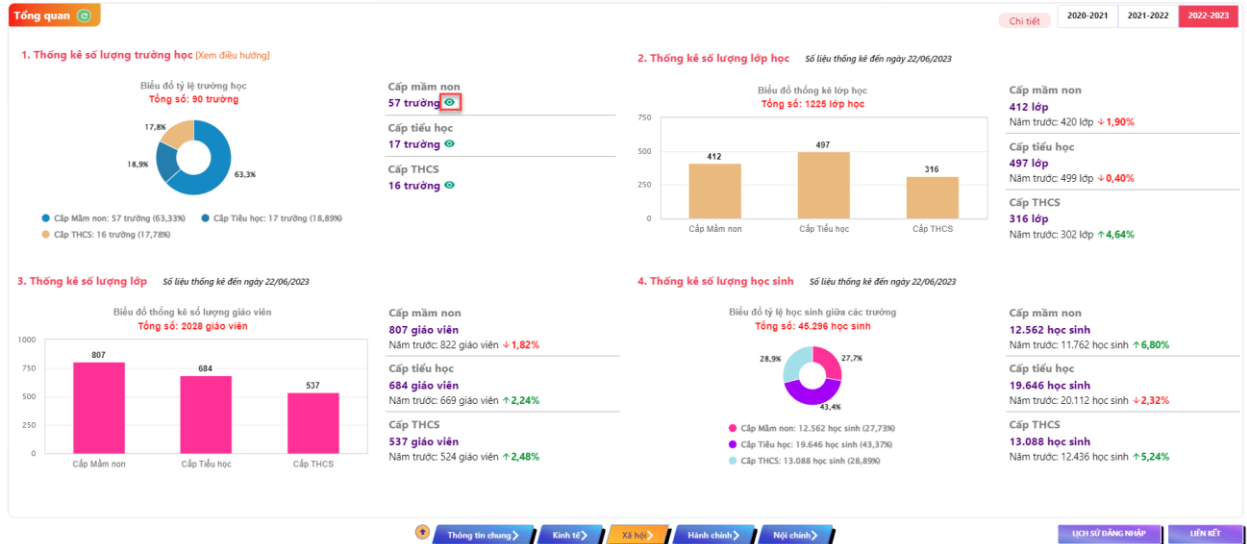 Tổng quan
Chi tiết
2020-2021
2021-2022
2022-2023
1. Thống kê số lượng trường học [Xem điều hướng]
Biểu đồ tỷ lệ trường học
Tổng số: 90 trường
17,8%
18,9%
63,3%
Cấp Mầm non: 57 trường (63,33%)
Cấp Tiểu học: 17 trường (18,89%)
Cấp THCS: 16 trường (17,78%)
Cấp mầm non
57 trường
Cấp tiểu học
17 trường
Cấp THCS
16 trường
2. Thống kê số lượng lớp học Số liệu thống kê đến ngày 22/06/2023
Biểu đồ thống kê lớp học
Tổng số: 1225 lớp học
750
500
250
0
412
497
316
Cấp Mầm non
Cấp Tiểu học
Cấp THCS
Cấp mầm non
412 lớp
Năm trước: 420 lớp ↓1,90%
Cấp tiểu học
497 lớp
Năm trước: 499 lớp ↓0,40%
Cấp THCS
316 lớp
Năm trước: 302 lớp ↑4,64%
3. Thống kê số lượng lớp Số liệu thống kê đến ngày 22/06/2023
Biểu đồ thống kê số lượng giáo viên
Tổng số: 2028 giáo viên
1000
750
500
250
0
807
684
537
Cấp Mầm non
Cấp Tiểu học
Cấp THCS
Cấp mầm non
807 giáo viên
Năm trước: 822 giáo viên ↓1,82%
Cấp tiểu học
684 giáo viên
Năm trước: 669 giáo viên ↑2,24%
Cấp THCS
537 giáo viên
Năm trước: 524 giáo viên ↑2,48%
4. Thống kê số lượng học sinh Số liệu thống kê đến ngày 22/06/2023
Biểu đồ tỷ lệ học sinh giữa các trường
Tổng số: 45.296 học sinh
28,9%
27,7%
43,4%
Cấp Mầm non: 12.562 học sinh (27,73%)
Cấp Tiểu học: 19.646 học sinh (43,37%)
Cấp THCS: 13.088 học sinh (28,89%)
Cấp mầm non
12.562 học sinh
Năm trước: 11.762 học sinh ↑6,80%
Cấp tiểu học
19.646 học sinh
Năm trước: 20.112 học sinh ↓2,32%
Cấp THCS
13.088 học sinh
Năm trước: 12.436 học sinh ↑5,24%
Thông tin chung
Kinh tế
Xã hội
Hành chính
Nội chính
LỊCH SỬ ĐĂNG NHẬP
LIÊN KẾT